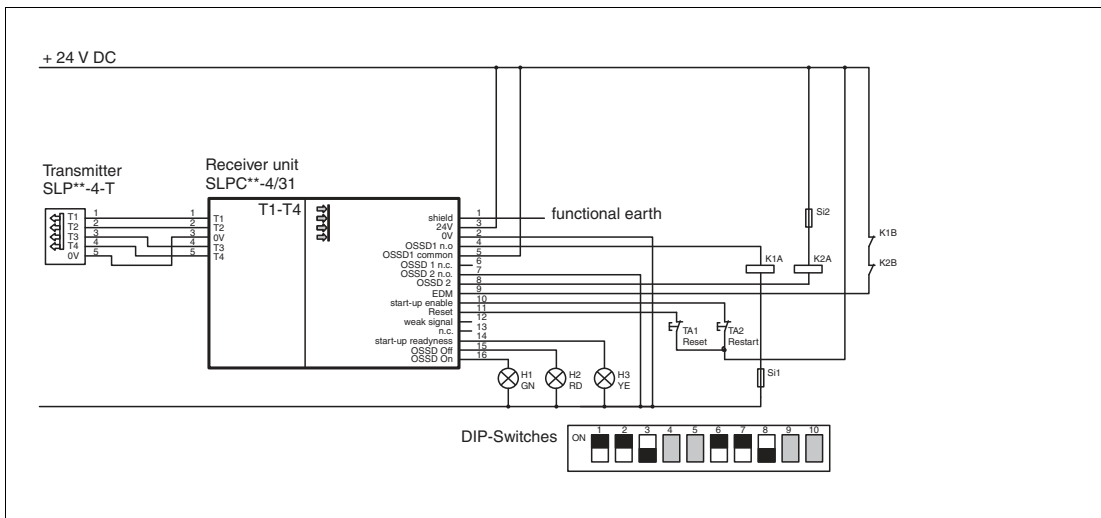 + 24 V DC
Transmitter
SLP**-4-T
T1
T2
T3
T4
0V
1
2
3
4
5
1
2
3
4
5
Receiver unit
SLPC**-4/31
T1-T4
T1
T2
0V
T3
T4
shield 1
24V 3
0V 2
OSSD1 n.o 4
OSSD1 common 5
OSSD 1 n.c. 6
OSSD 2 n.o. 7
OSSD 2 8
EDM 9
start-up enable 10
Reset 11
weak signal 12
n.c. 13
start-up readyness 14
OSSD Off 15
OSSD On 16
functional earth
Si2
K1B
K2B
K1A
K2A
TA1
Reset
TA2
Restart
Si1
H1
GN
H2
RD
H3
YE
DIP-Switches
ON
1 2 3 4 5 6 7 8 9 10